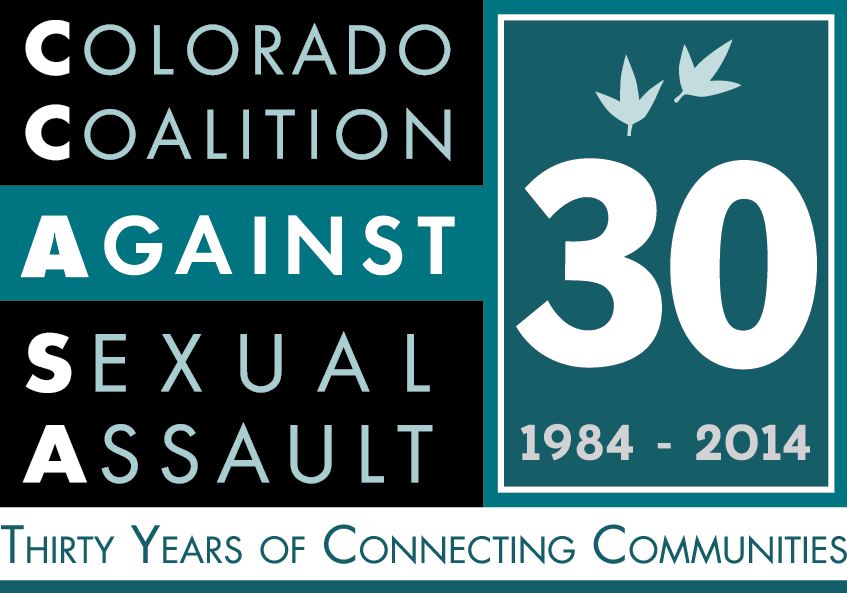 COLORADO
COALITION
AGAINST
SEXUAL
ASSAULT
30
1984 - 2014
THIRTY YEARS OF CONNECTING COMMUNITIES